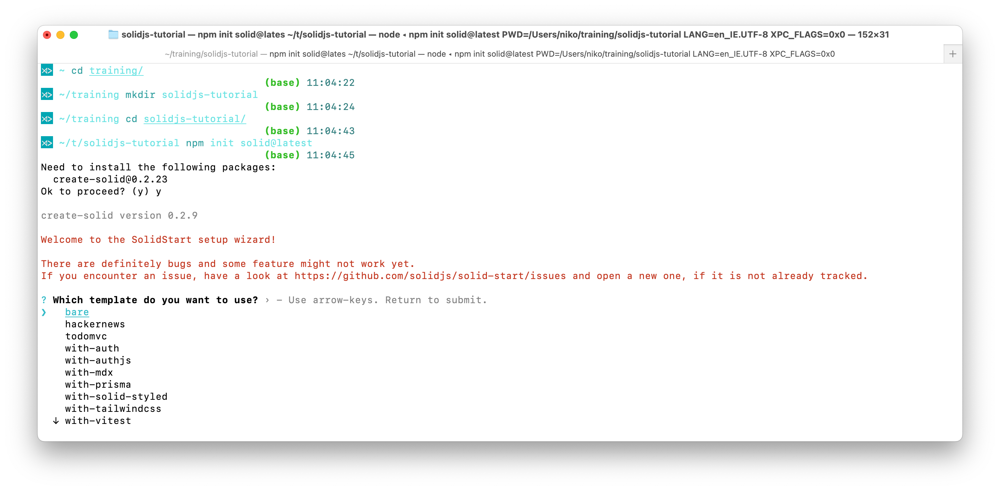 solidjs-tutorial — npm init solid@lates ~/t/solidjs-tutorial — node ◂ npm init solid@latest PWD=/Users/niko/training/solidjs-tutorial LANG=en_IE.UTF-8 XPC_FLAGS=0x0 — 152×31
~/training/solidjs-tutorial — npm init solid@lates ~/t/solidjs-tutorial — node ◂ npm init solid@latest PWD=/Users/niko/training/solidjs-tutorial LANG=en_IE.UTF-8 XPC_FLAGS=0x0
~ cd training/
(base) 11:04:22
~/training mkdir solidjs-tutorial
(base) 11:04:24
~/training cd solidjs-tutorial/
(base) 11:04:43
~/t/solidjs-tutorial npm init solid@latest
(base) 11:04:45
Need to install the following packages:
create-solid@0.2.23
Ok to proceed? (y) y
create-solid version 0.2.9
Welcome to the SolidStart setup wizard!
There are definitely bugs and some feature might not work yet.
If you encounter an issue, have a look at https://github.com/solidjs/solid-start/issues and open a new one, if it is not already tracked.
? Which template do you want to use? › - Use arrow-keys. Return to submit.
❯ bare
hackernews
todomvc
with-auth
with-authjs
with-mdx
with-prisma
with-solid-styled
with-tailwindcss
↓ with-vitest